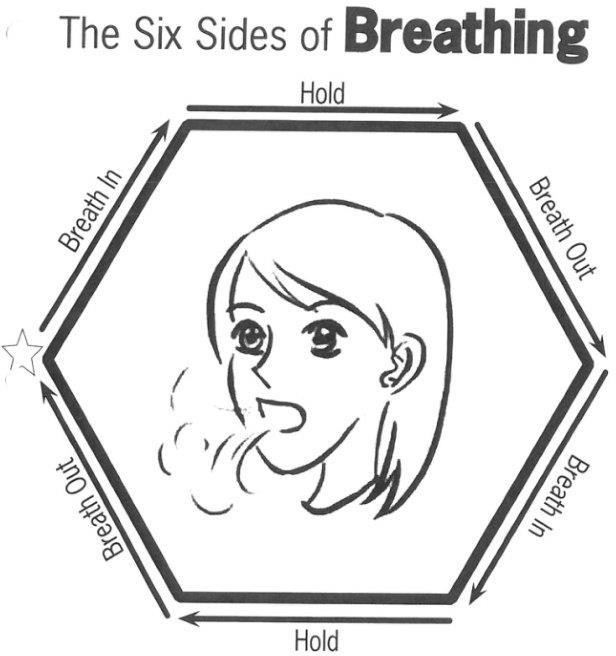 The Six Sides of Breathing
Hold
Breath In
Breath Out
Breath In
Hold
Breath Out